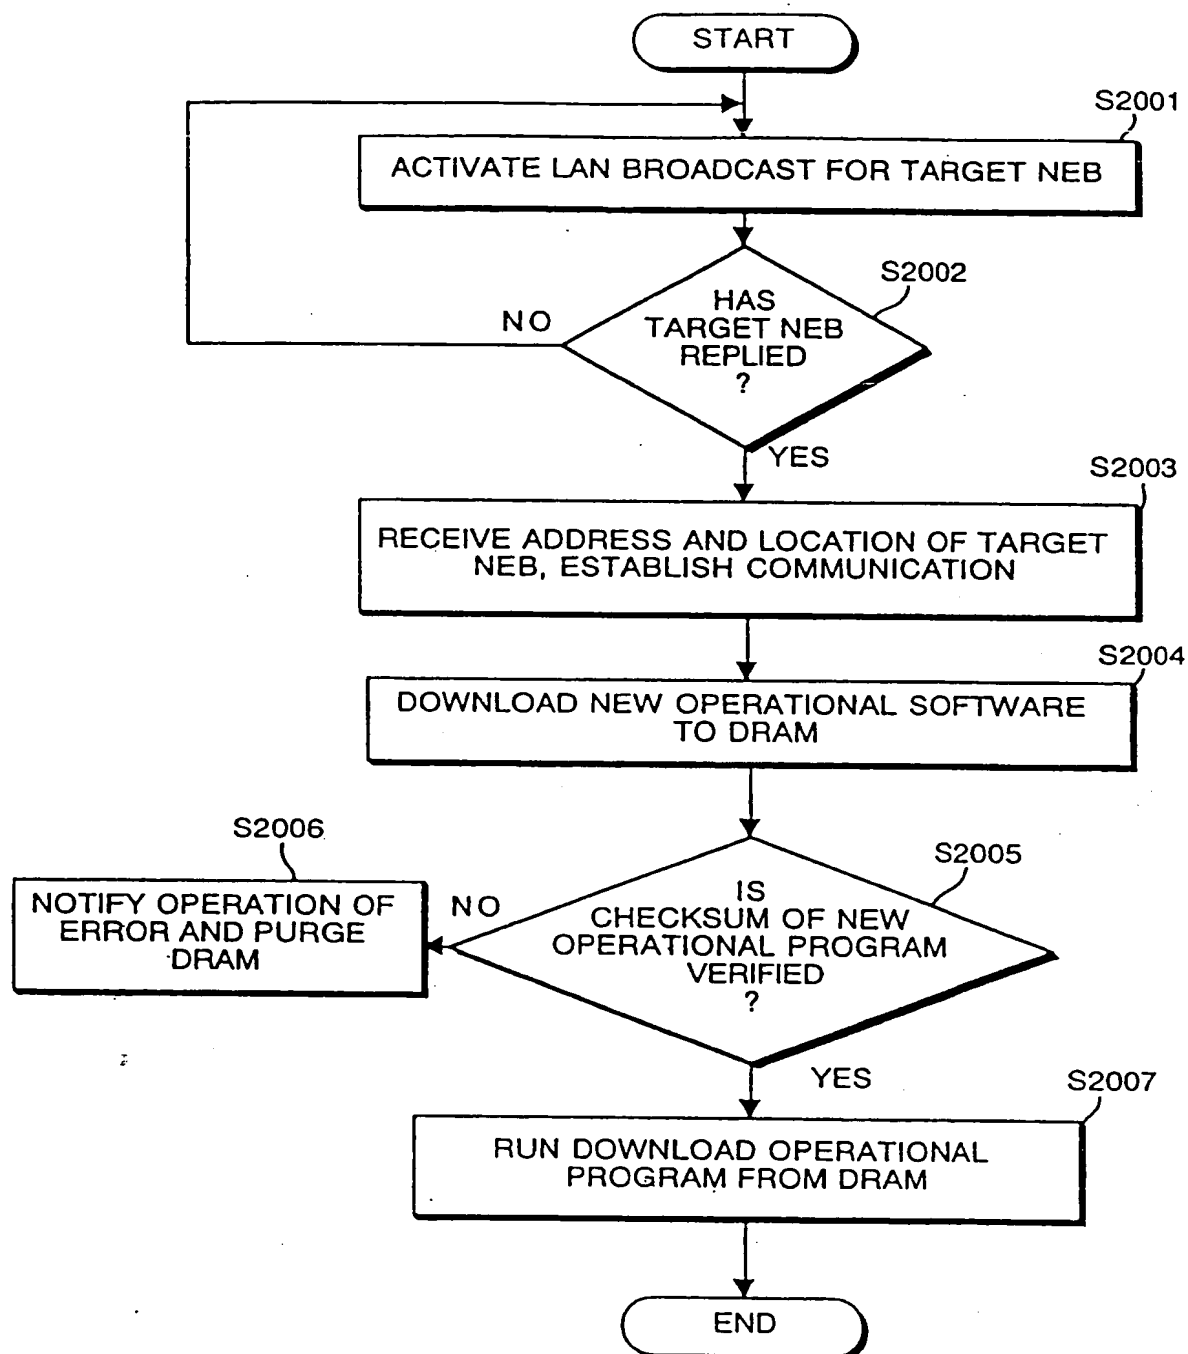 START
S2001
ACTIVATE LAN BROADCAST FOR TARGET NEB
S2002
HAS
TARGET NEB
REPLIED
?
NO
YES
S2003
RECEIVE ADDRESS AND LOCATION OF TARGET
NEB, ESTABLISH COMMUNICATION
S2004
DOWNLOAD NEW OPERATIONAL SOFTWARE
TO DRAM
S2005
IS
CHECKSUM OF NEW
OPERATIONAL PROGRAM
VERIFIED
?
NO
S2006
NOTIFY OPERATION OF
ERROR AND PURGE
DRAM
YES
S2007
RUN DOWNLOAD OPERATIONAL
PROGRAM FROM DRAM
END